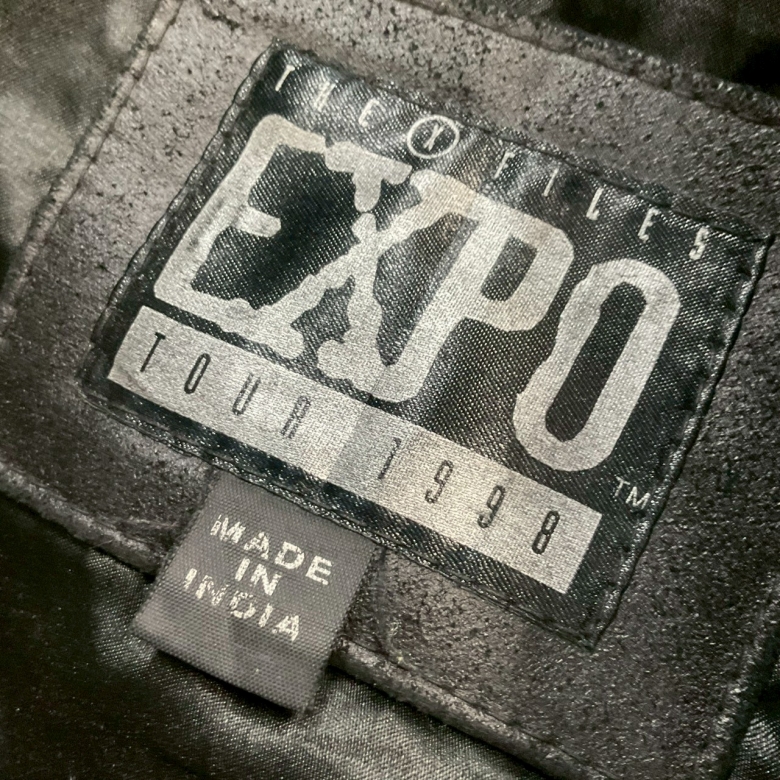 THE X FILES
EXPO
TOUR 1998
TM
MADE
IN
INDIA